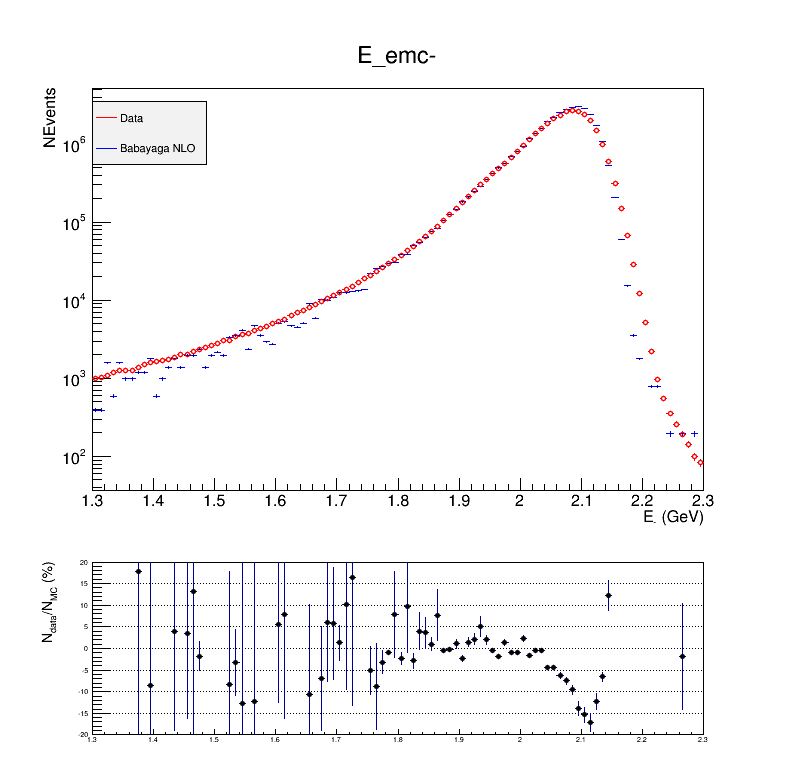 E_emc-
NEvents
Data
Babayaga NLO
10^6
10^5
10^4
10^3
10^2
1.3 1.4 1.5 1.6 1.7 1.8 1.9 2 2.1 2.2 2.3
E_- (GeV)
N_data/N_MC (%)
20
15
10
5
0
-5
-10
-15
-20
1.3 1.4 1.5 1.6 1.7 1.8 1.9 2 2.1 2.2 2.3